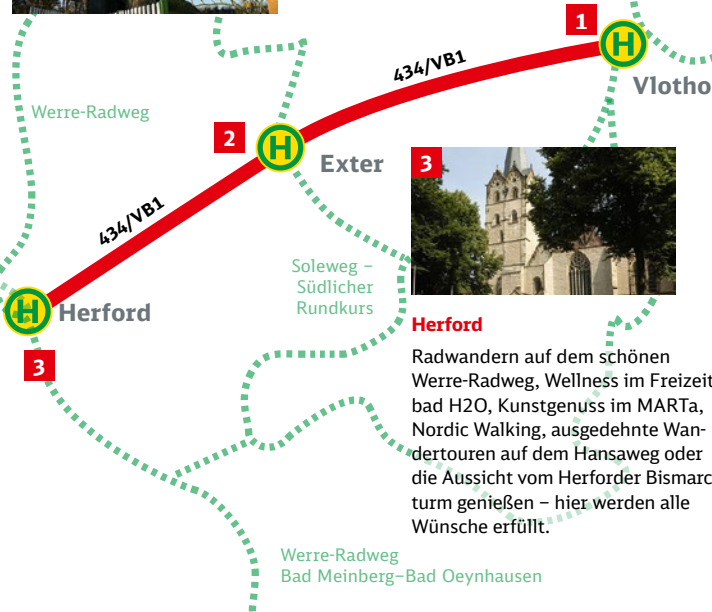 1
H
434/VB1
Vlotho
Werre-Radweg
2
H
Exter
3
434/VB1
Soleweg –
Südlicher
Rundkurs
H
Herford
3
Herford
Radwandern auf dem schönen
Werre-Radweg, Wellness im Freizeit
bad H2O, Kunstgenuss im MARTa,
Nordic Walking, ausgedehnte Wan-
dertouren auf dem Hansaweg oder
die Aussicht vom Herforder Bismarc
turm genießen – hier werden alle
Wünsche erfüllt.
Werre-Radweg
Bad Meinberg–Bad Oeynhausen